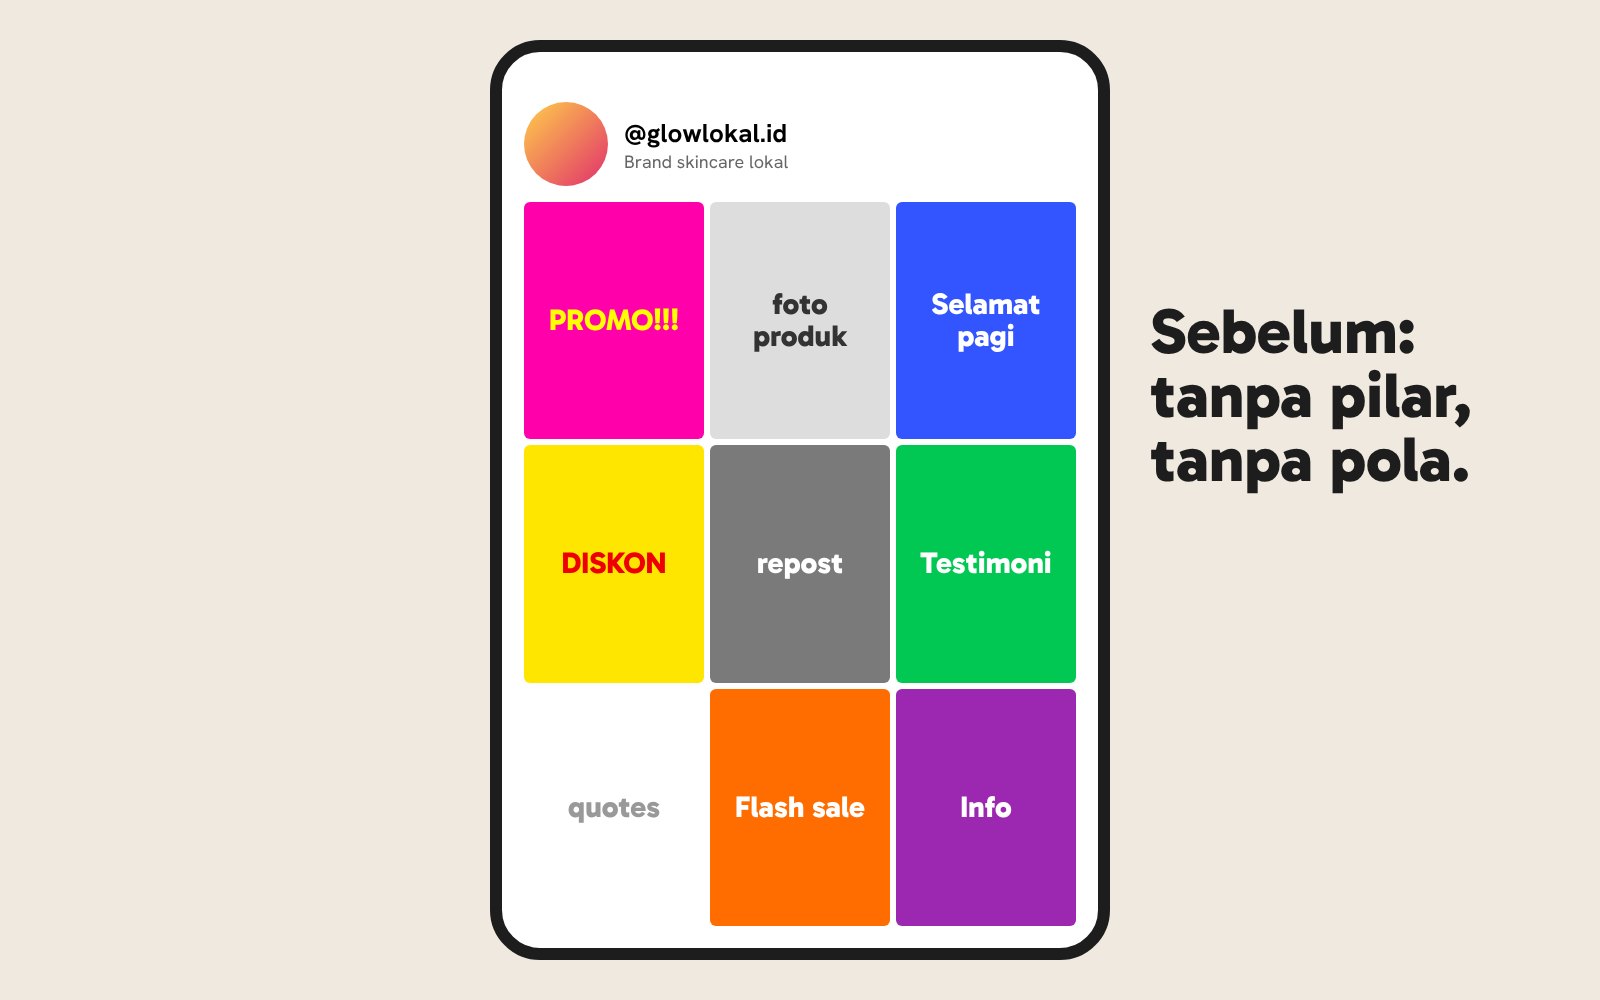 @glowlokal.id
Brand skincare lokal
PROMO!!!
foto
produk
Selamat
pagi
DISKON
repost
Testimoni
quotes
Flash sale
Info
Sebelum:
tanpa pilar,
tanpa pola.